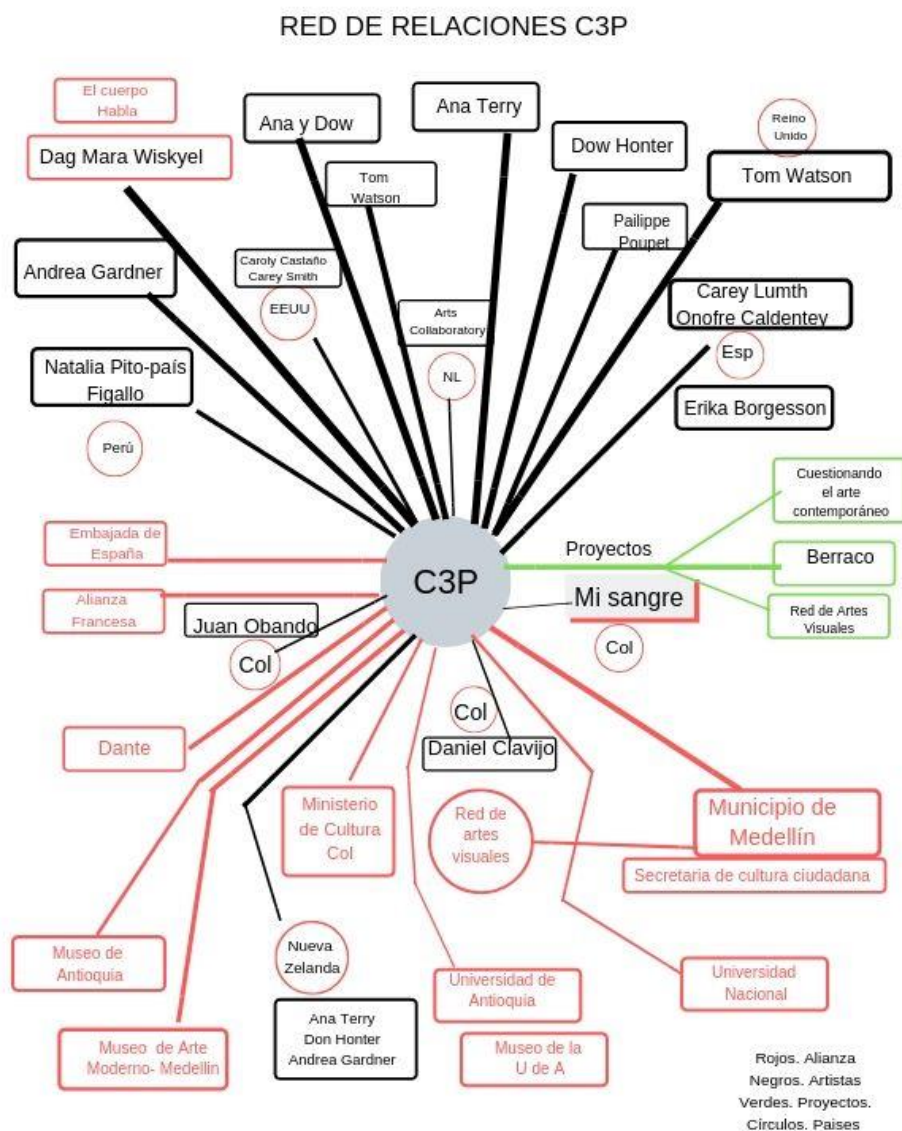 RED DE RELACIONES C3P
El cuerpo
Habla
Dag Mara Wiskyel
Ana y Dow
Ana Terry
Tom
Watson
Dow Honter
Reino
Unido
Tom Watson
Pailippe
Poupet
Andrea Gardner
Caroly Castaño
Carey Smith
EEUU
Arts
Collaboratory
NL
Carey Lumth
Onofre Caldentey
Esp
Erika Borgesson
Natalia Pito-país
Figallo
Perú
Cuestionando
el arte
contemporáneo
Embajada de
España
Proyectos
Berraco
C3P
Alianza
Francesa
Mi sangre
Red de Artes
Visuales
Juan Obando
Col
Col
Col
Daniel Clavijo
Dante
Ministerio
de Cultura
Col
Red de
artes
visuales
Municipio de
Medellín
Secretaria de cultura ciudadana
Museo de
Antioquia
Nueva
Zelanda
Universidad de
Antioquia
Universidad
Nacional
Ana Terry
Don Honter
Andrea Gardner
Museo de Arte
Moderno- Medellin
Museo de la
U de A
Rojos. Alianza
Negros. Artistas
Verdes. Proyectos.
Círculos. Paises